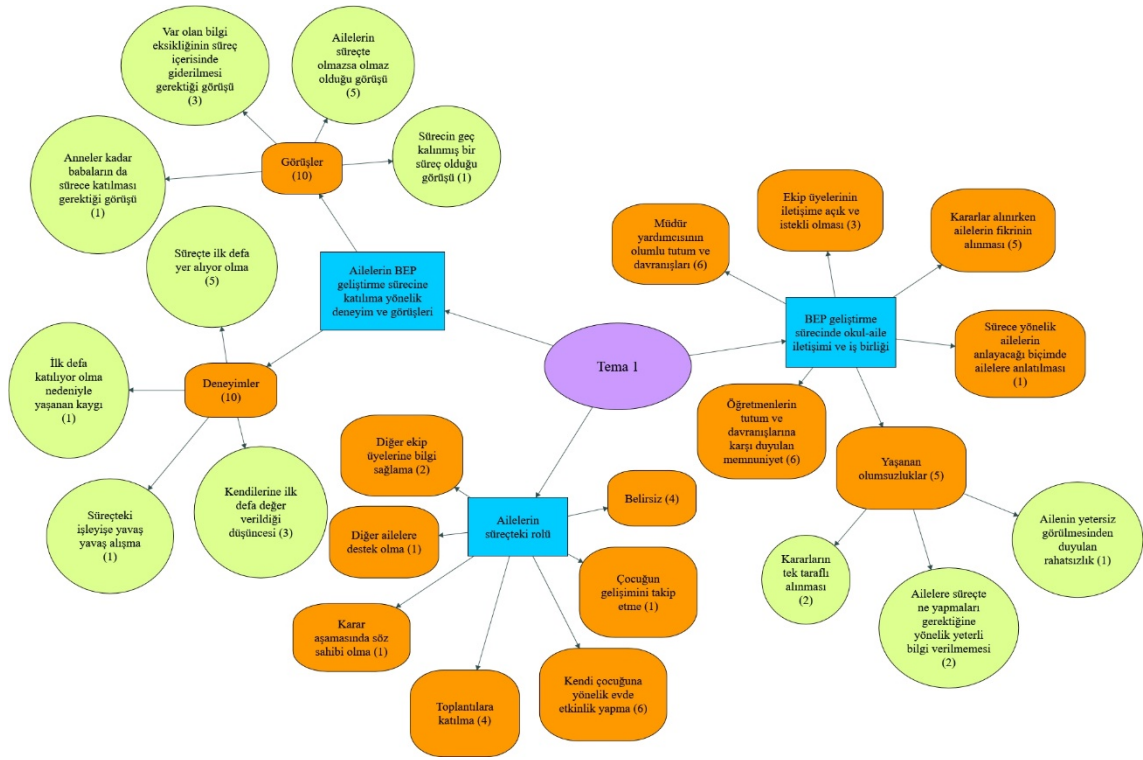 Var olan bilgi
eksikliğinin süreç
içerisinde
giderilmesi
gerektiği görüşü
(3)
Ailelerin
süreçte
olmazsa olmaz
olduğu görüşü
(5)
Anneler kadar
babaların da
sürece katılması
gerektiği görüşü
(1)
Görüşler
(10)
Sürecin geç
kalınmış bir
süreç olduğu
görüşü (1)
Süreçte ilk defa
yer alıyor olma
(5)
Ailelerin BEP
geliştirme sürecine
katılıma yönelik
deneyim ve görüşleri
İlk defa
katılıyor olma
nedeniyle
yaşanan kaygı
(1)
Deneyimler
(10)
Süreçteki
işleyişe yavaş
yavaş alışma
(1)
Kendilerine ilk
defa değer
verildiği
düşüncesi (3)
Tema 1
Müdür
yardımcısının
olumlu tutum ve
davranışları (6)
Ekip üyelerinin
iletişime açık ve
istekli olması (3)
Kararlar alınırken
ailelerin fikrinin
alınması (5)
BEP geliştirme
sürecinde okul-aile
iletişimi ve iş birliği
Sürece yönelik
ailelerin
anlayacağı biçimde
ailelere anlatılması
(1)
Öğretmenlerin
tutum ve
davranışlarına
karşı duyulan
memnuniyet (6)
Yaşanan
olumsuzluklar (5)
Kararların
tek taraflı
alınması
(2)
Ailelere süreçte
ne yapmaları
gerektiğine
yönelik yeterli
bilgi verilmemesi
(2)
Ailenin yetersiz
görülmesinden
duyulan
rahatsızlık (1)
Diğer ekip
üyelerine bilgi
sağlama (2)
Diğer ailelere
destek olma (1)
Ailelerin
süreçteki rolü
Belirsiz (4)
Çocuğun
gelişimini takip
etme (1)
Karar
aşamasında söz
sahibi olma (1)
Toplantılara
katılma (4)
Kendi çocuğuna
yönelik evde
etkinlik yapma (6)